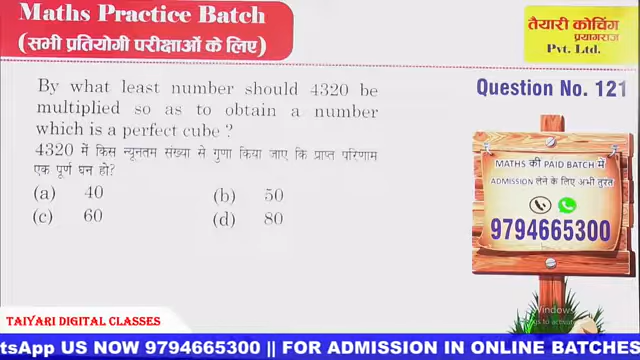 Maths Practice Batch
(सभी प्रतियोगी परीक्षाओं के लिए)
तैयारी कोचिंग
प्रयागराज
Pvt. Ltd.
Question No. 121
By what least number should 4320 be
multiplied so as to obtain a number
which is a perfect cube ?
4320 में किस न्यूनतम संख्या से गुणा किया जाए कि प्राप्त परिणाम
एक पूर्ण घन हो?
(a) 40 (b) 50
(c) 60 (d) 80
MATHS की PAID BATCH में
ADMISSION लेने के लिए अभी तुरत
9794665300
TAIYARI DIGITAL CLASSES
tsApp US NOW 9794665300 || FOR ADMISSION IN ONLINE BATCHES